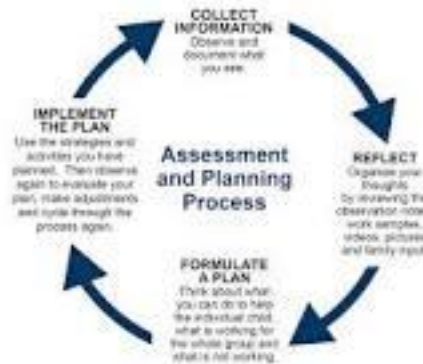 COLLECT
INFORMATION
Observe and
document what
you see.
REFLECT
Organize your
thoughts
by reviewing the
observation notes,
work samples,
videos, pictures
and family input.
FORMULATE
A PLAN
Think about what
you can do to help
the individual child,
what is working for
the whole group and
what is not working.
IMPLEMENT
THE PLAN
Use the strategies and
activities you have
planned. Then observe
again to evaluate your
plan, make adjustments
and cycle through the
process again.
Assessment
and Planning
Process